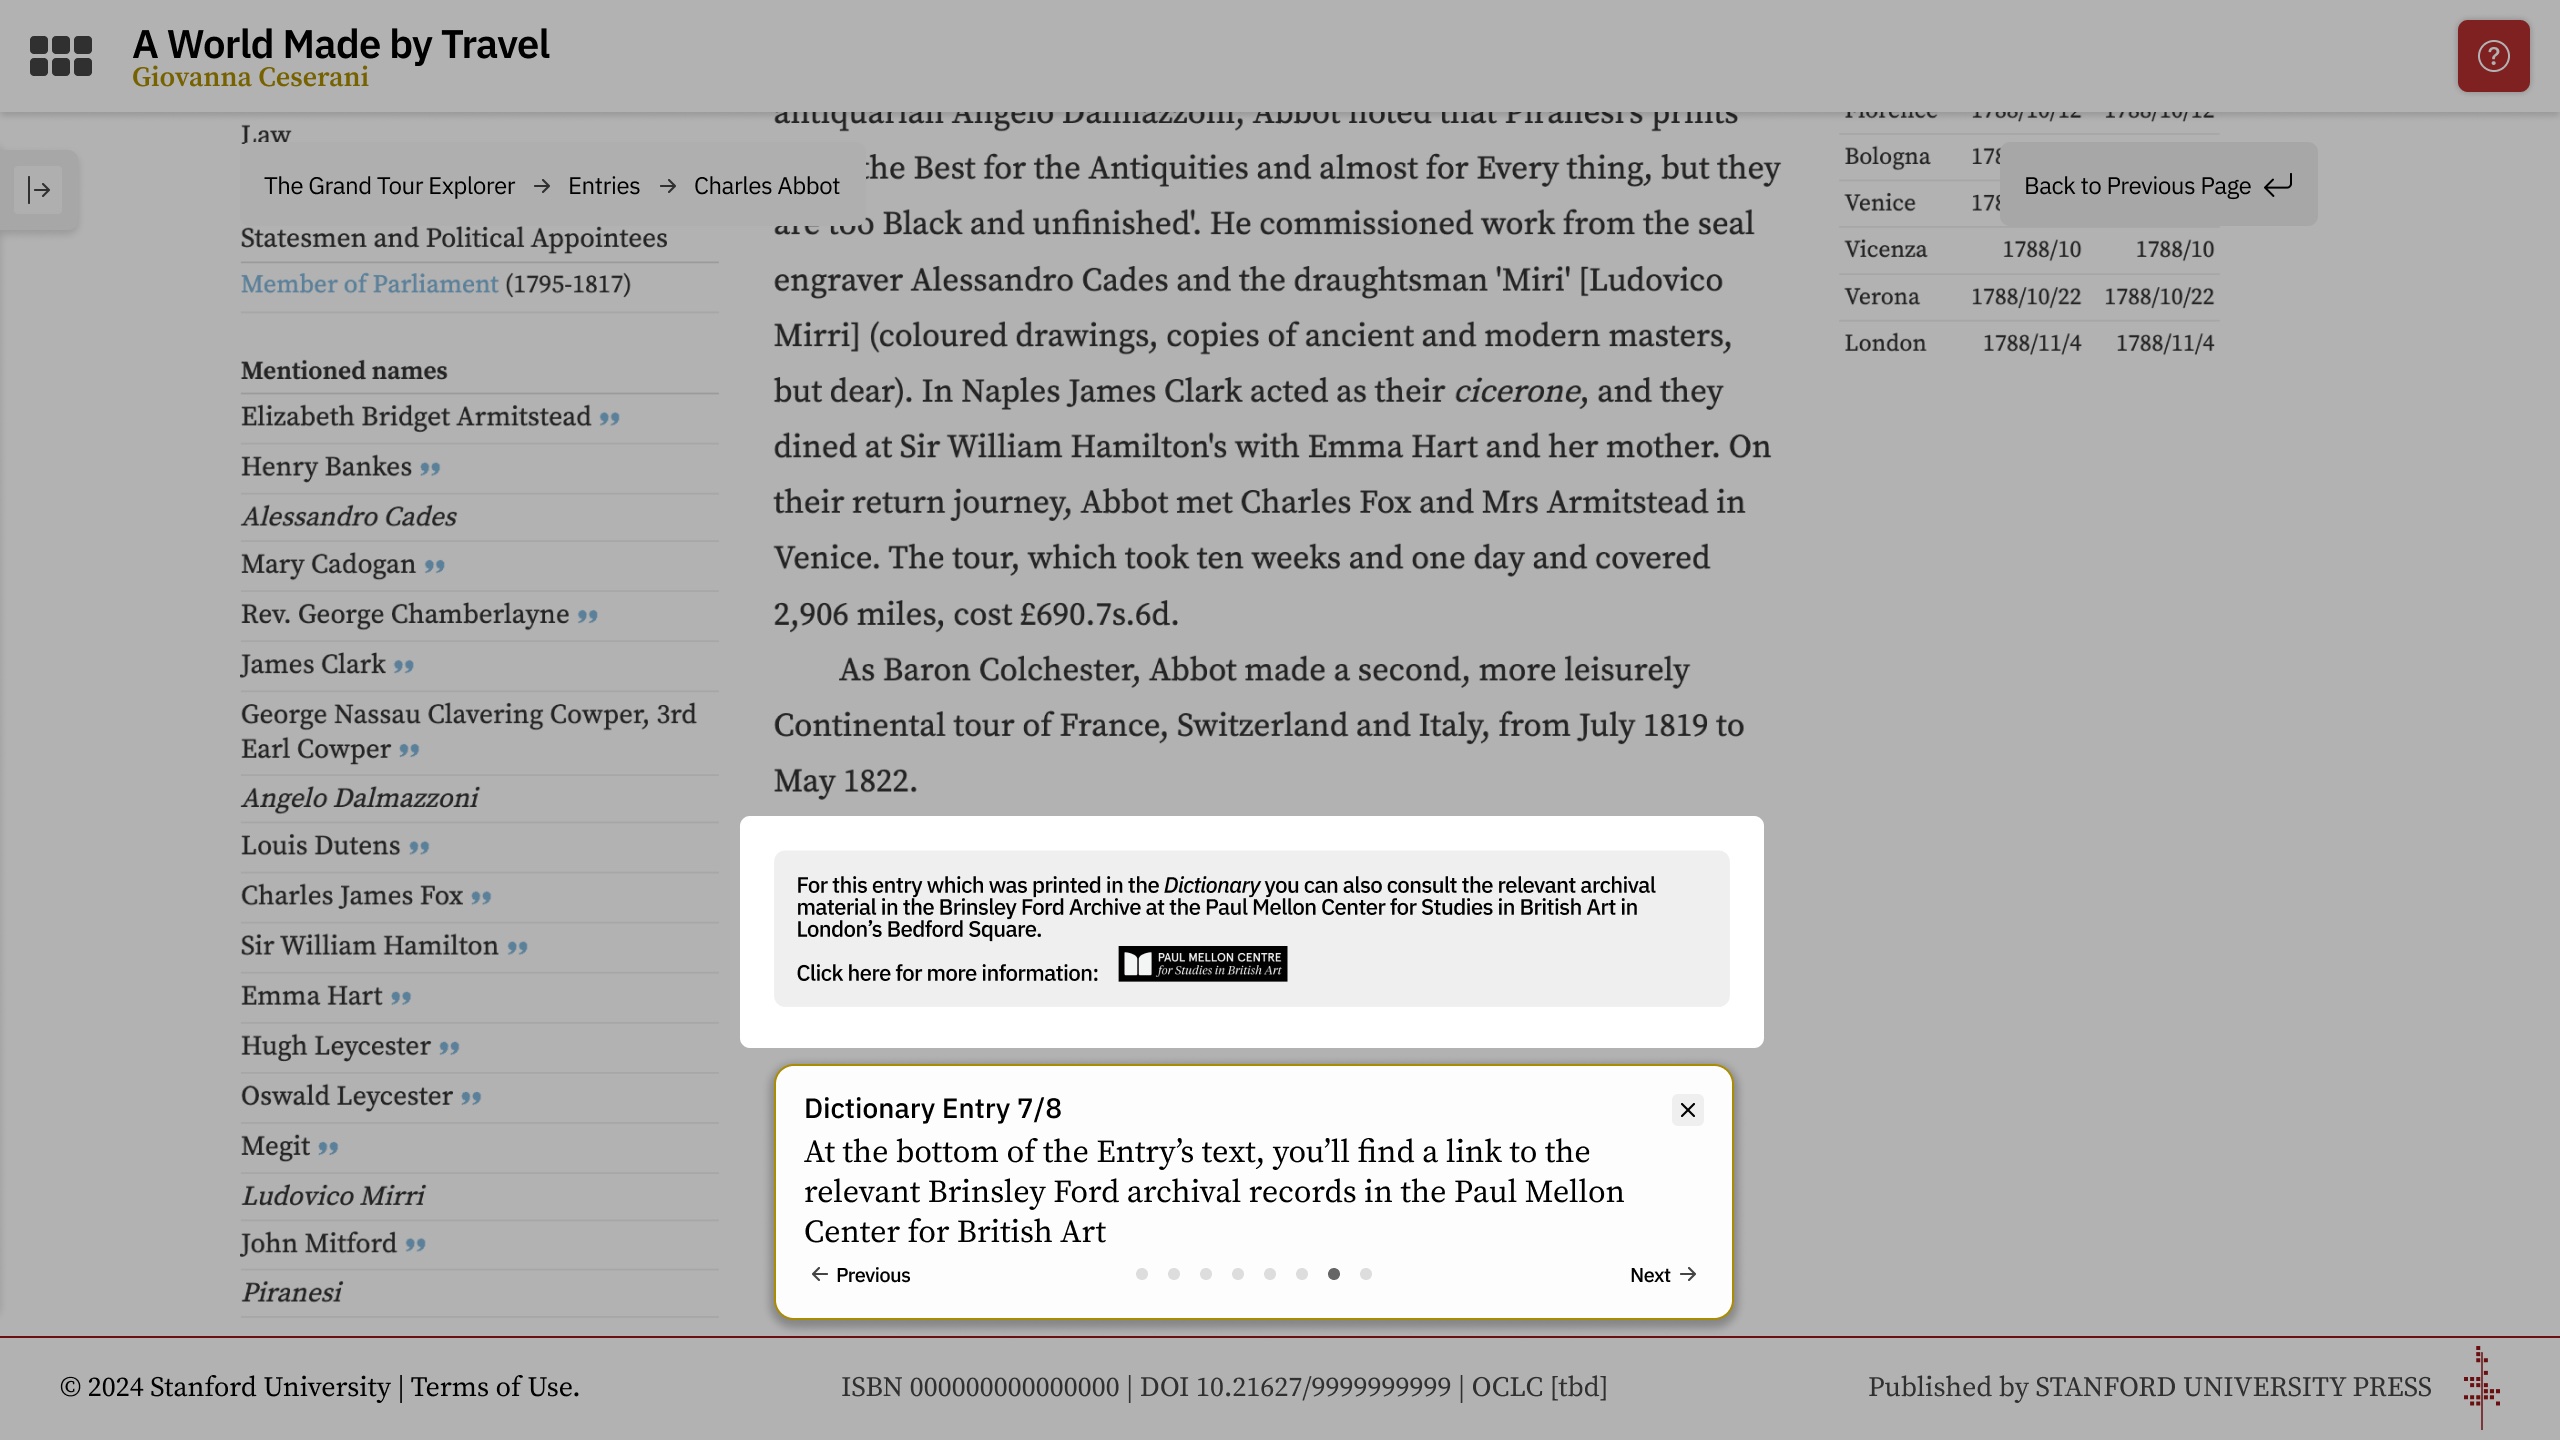 A World Made by Travel
Giovanna Ceserani
The Grand Tour Explorer → Entries → Charles Abbot
Back to Previous Page
Law
Statesmen and Political Appointees
Member of Parliament (1795-1817)
Mentioned names
Elizabeth Bridget Armitstead
Henry Bankes
Alessandro Cades
Mary Cadogan
Rev. George Chamberlayne
James Clark
George Nassau Clavering Cowper, 3rd
Earl Cowper
Angelo Dalmazzoni
Louis Dutens
Charles James Fox
Sir William Hamilton
Emma Hart
Hugh Leycester
Oswald Leycester
Megit
Ludovico Mirri
John Mitford
Piranesi
antiquarian Angelo Dalmazzoni, Abbot noted that Piranesi's prints
the Best for the Antiquities and almost for Every thing, but they
are too Black and unfinished'. He commissioned work from the seal
engraver Alessandro Cades and the draughtsman 'Miri' [Ludovico
Mirri] (coloured drawings, copies of ancient and modern masters,
but dear). In Naples James Clark acted as their cicerone, and they
dined at Sir William Hamilton's with Emma Hart and her mother. On
their return journey, Abbot met Charles Fox and Mrs Armitstead in
Venice. The tour, which took ten weeks and one day and covered
2,906 miles, cost £690.7s.6d.
As Baron Colchester, Abbot made a second, more leisurely
Continental tour of France, Switzerland and Italy, from July 1819 to
May 1822.
Florence 1788/10/12 1788/10/12
Bologna 178
Venice 178
Vicenza 1788/10 1788/10
Verona 1788/10/22 1788/10/22
London 1788/11/4 1788/11/4
For this entry which was printed in the Dictionary you can also consult the relevant archival
material in the Brinsley Ford Archive at the Paul Mellon Center for Studies in British Art in
London's Bedford Square.
Click here for more information:
PAUL MELLON CENTRE
for Studies in British Art
Dictionary Entry 7/8
At the bottom of the Entry's text, you'll find a link to the
relevant Brinsley Ford archival records in the Paul Mellon
Center for British Art
← Previous
Next →
© 2024 Stanford University | Terms of Use.
ISBN 000000000000000 | DOI 10.21627/9999999999 | OCLC [tbd]
Published by STANFORD UNIVERSITY PRESS